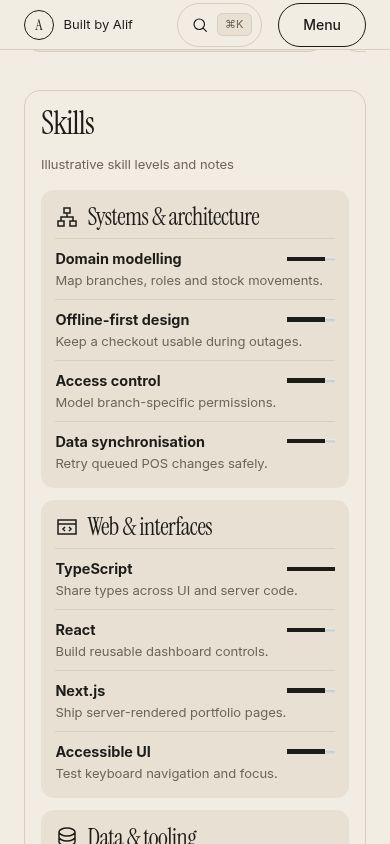 A Built by Alif
⌘K
Menu
Skills
Illustrative skill levels and notes
Systems & architecture
Domain modelling
Map branches, roles and stock movements.
Offline-first design
Keep a checkout usable during outages.
Access control
Model branch-specific permissions.
Data synchronisation
Retry queued POS changes safely.
Web & interfaces
TypeScript
Share types across UI and server code.
React
Build reusable dashboard controls.
Next.js
Ship server-rendered portfolio pages.
Accessible UI
Test keyboard navigation and focus.
Data & tooling